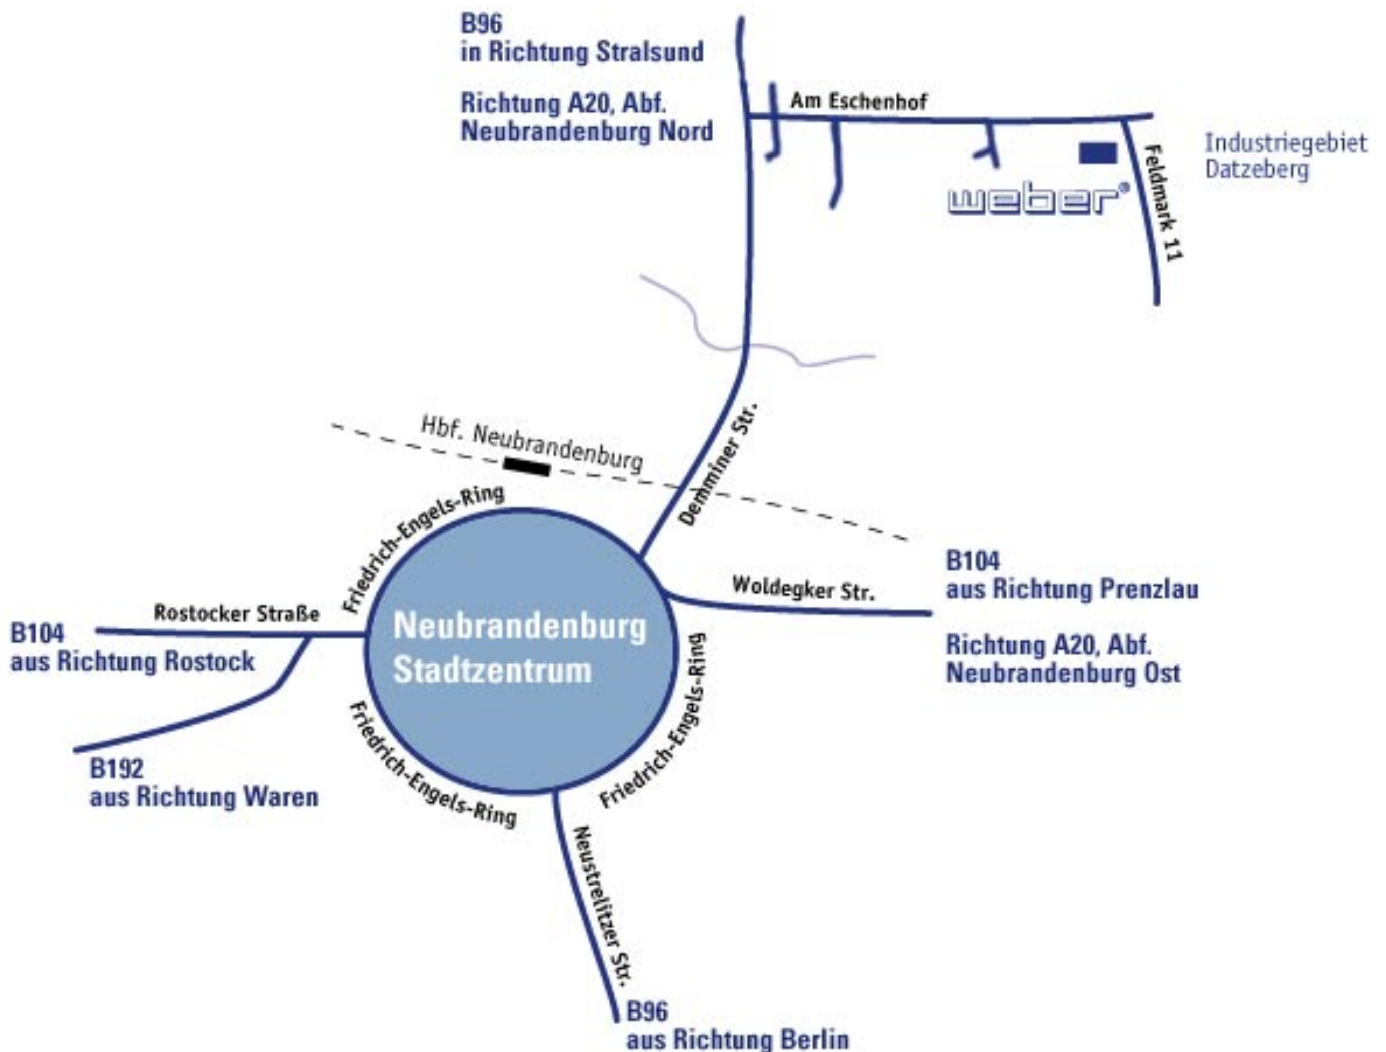 B96
in Richtung Stralsund
Richtung A20, Abf.
Neubrandenburg Nord
Am Eschenhof
Industriegebiet
Datzeberg
weber®
Feldmark 11
Hbf. Neubrandenburg
Demminer Str.
Friedrich-Engels-Ring
Woldegker Str.
B104
aus Richtung Prenzlau
Richtung A20, Abf.
Neubrandenburg Ost
Rostocker Straße
B104
aus Richtung Rostock
Neubrandenburg
Stadtzentrum
Friedrich-Engels-Ring
Friedrich-Engels-Ring
B192
aus Richtung Waren
Neustrelitzer Str.
B96
aus Richtung Berlin